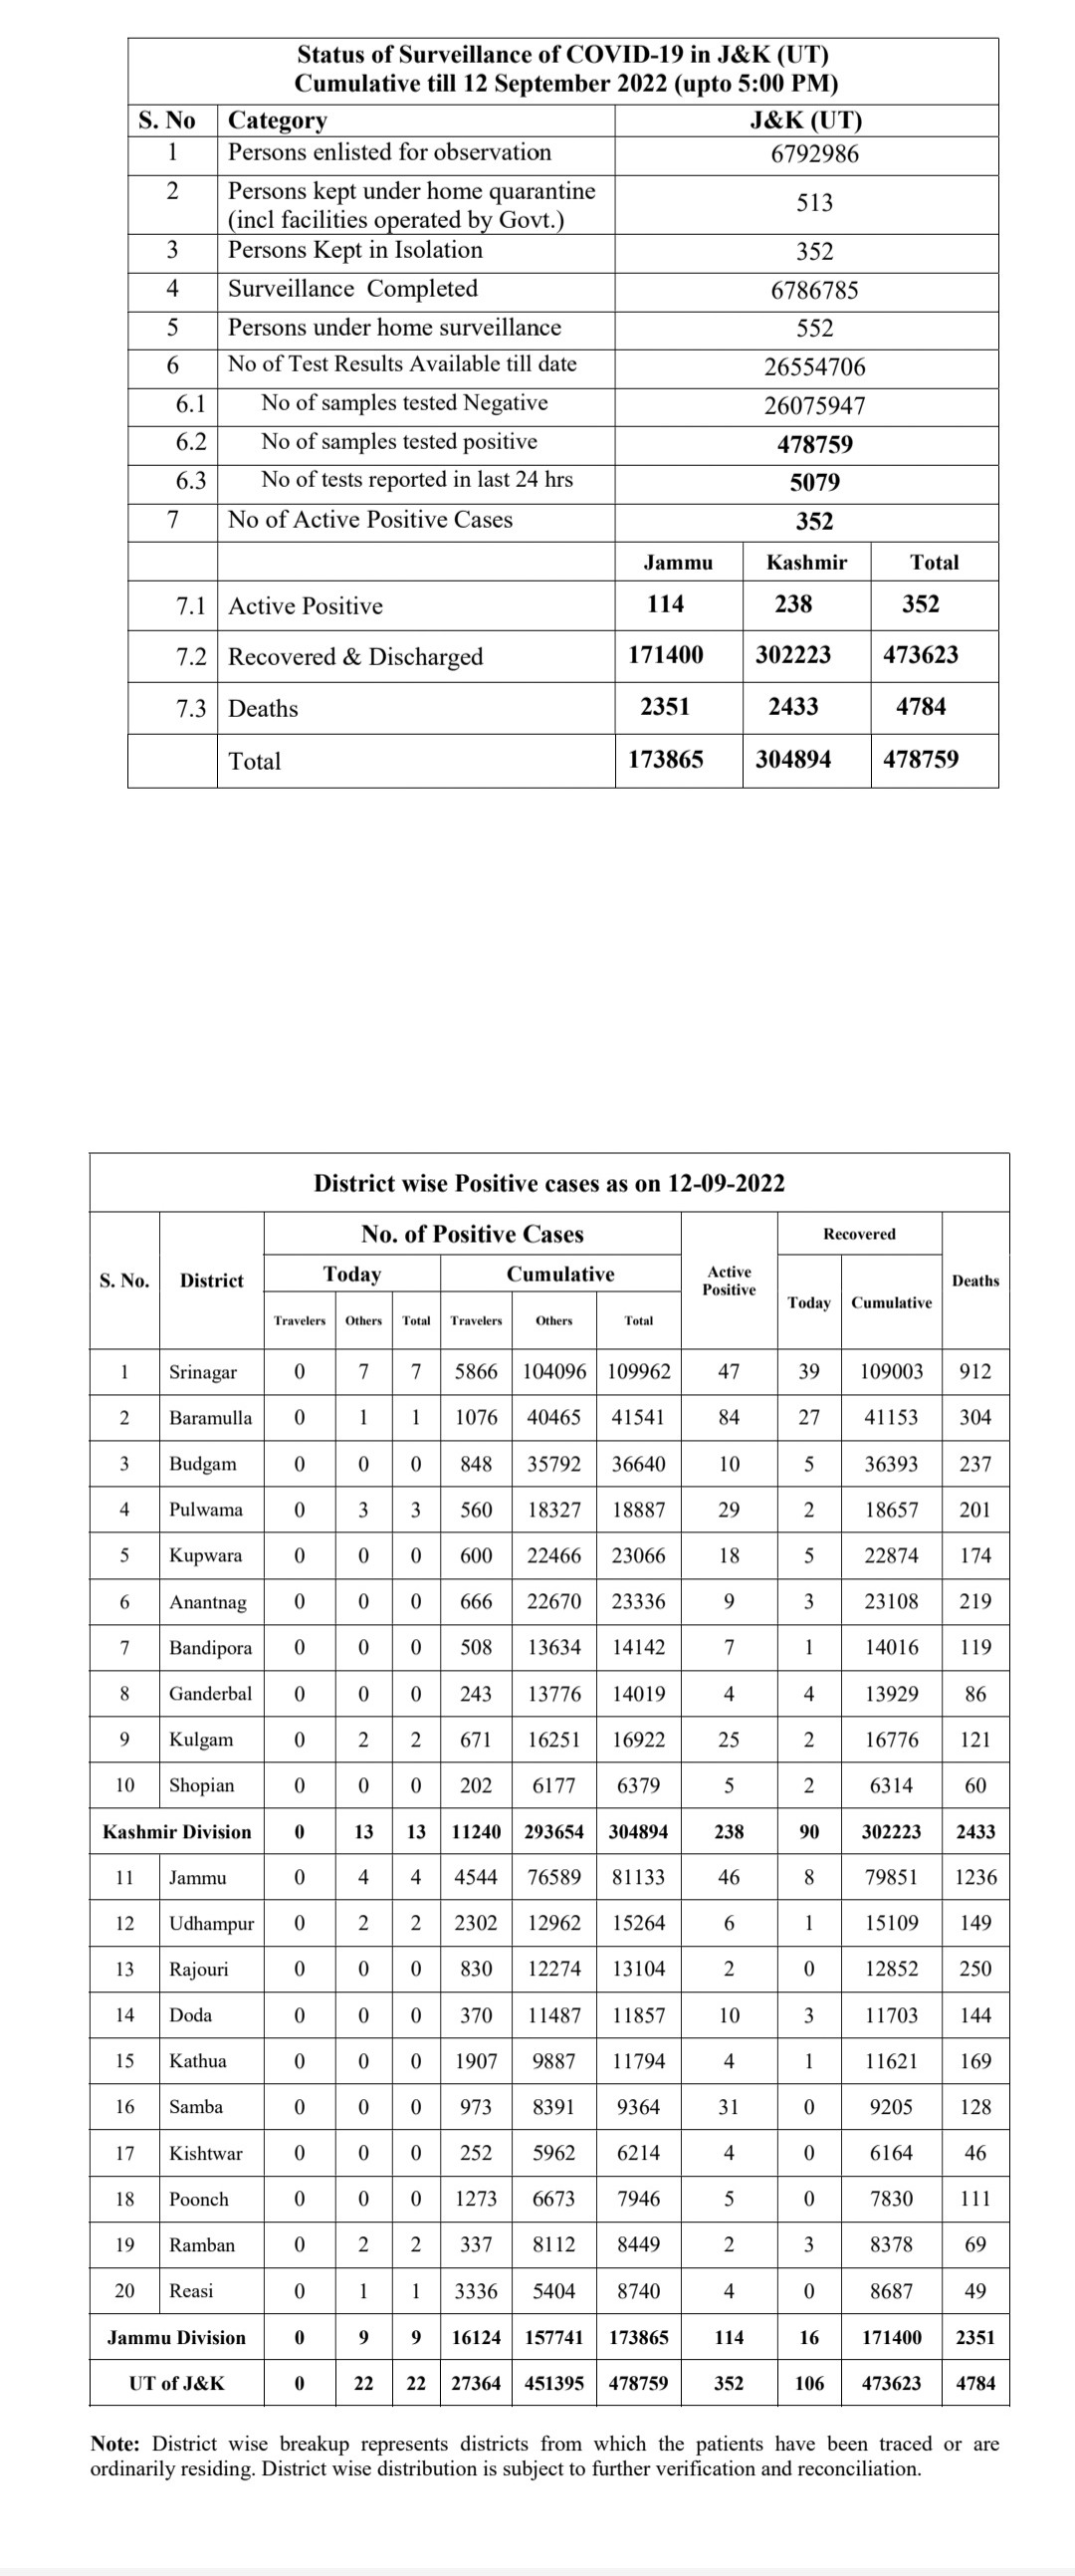 Status of Surveillance of COVID-19 in J&K (UT)
Cumulative till 12 September 2022 (upto 5:00 PM)
S. No Category J&K (UT)
1 Persons enlisted for observation 6792986
2 Persons kept under home quarantine
(incl facilities operated by Govt.) 513
3 Persons Kept in Isolation 352
4 Surveillance Completed 6786785
5 Persons under home surveillance 552
6 No of Test Results Available till date 26554706
6.1 No of samples tested Negative 26075947
6.2 No of samples tested positive 478759
6.3 No of tests reported in last 24 hrs 5079
7 No of Active Positive Cases 352
Jammu Kashmir Total
7.1 Active Positive 114 238 352
7.2 Recovered & Discharged 171400 302223 473623
7.3 Deaths 2351 2433 4784
Total 173865 304894 478759
District wise Positive cases as on 12-09-2022
S. No. District No. of Positive Cases Active Positive Recovered Deaths
Today Cumulative Today Cumulative
Travelers Others Total Travelers Others Total
1 Srinagar 0 7 7 5866 104096 109962 47 39 109003 912
2 Baramulla 0 1 1 1076 40465 41541 84 27 41153 304
3 Budgam 0 0 0 848 35792 36640 10 5 36393 237
4 Pulwama 0 3 3 560 18327 18887 29 2 18657 201
5 Kupwara 0 0 0 600 22466 23066 18 5 22874 174
6 Anantnag 0 0 0 666 22670 23336 9 3 23108 219
7 Bandipora 0 0 0 508 13634 14142 7 1 14016 119
8 Ganderbal 0 0 0 243 13776 14019 4 4 13929 86
9 Kulgam 0 2 2 671 16251 16922 25 2 16776 121
10 Shopian 0 0 0 202 6177 6379 5 2 6314 60
Kashmir Division 0 13 13 11240 293654 304894 238 90 302223 2433
11 Jammu 0 4 4 4544 76589 81133 46 8 79851 1236
12 Udhampur 0 2 2 2302 12962 15264 6 1 15109 149
13 Rajouri 0 0 0 830 12274 13104 2 0 12852 250
14 Doda 0 0 0 370 11487 11857 10 3 11703 144
15 Kathua 0 0 0 1907 9887 11794 4 1 11621 169
16 Samba 0 0 0 973 8391 9364 31 0 9205 128
17 Kishtwar 0 0 0 252 5962 6214 4 0 6164 46
18 Poonch 0 0 0 1273 6673 7946 5 0 7830 111
19 Ramban 0 2 2 337 8112 8449 2 3 8378 69
20 Reasi 0 1 1 3336 5404 8740 4 0 8687 49
Jammu Division 0 9 9 16124 157741 173865 114 16 171400 2351
UT of J&K 0 22 22 27364 451395 478759 352 106 473623 4784
Note: District wise breakup represents districts from which the patients have been traced or are
ordinarily residing. District wise distribution is subject to further verification and reconciliation.